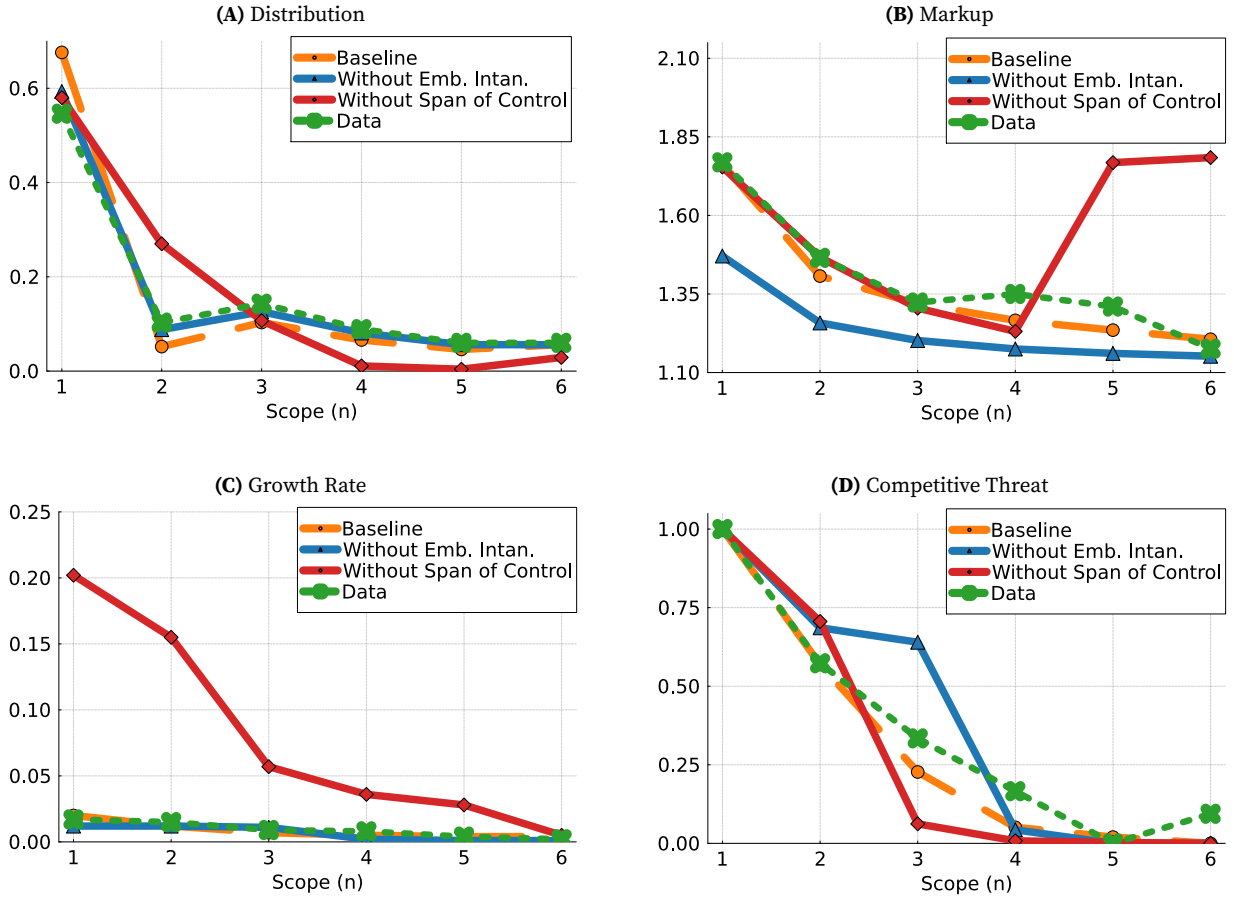 (A) Distribution
0.6
0.4
0.2
0.0
1 2 3 4 5 6
Scope (n)
Baseline
Without Emb. Intan.
Without Span of Control
Data
(B) Markup
2.10
1.85
1.60
1.35
1.10
1 2 3 4 5 6
Scope (n)
Baseline
Without Emb. Intan.
Without Span of Control
Data
(C) Growth Rate
0.25
0.20
0.15
0.10
0.05
0.00
1 2 3 4 5 6
Scope (n)
Baseline
Without Emb. Intan.
Without Span of Control
Data
(D) Competitive Threat
1.00
0.75
0.50
0.25
0.00
1 2 3 4 5 6
Scope (n)
Baseline
Without Emb. Intan.
Without Span of Control
Data